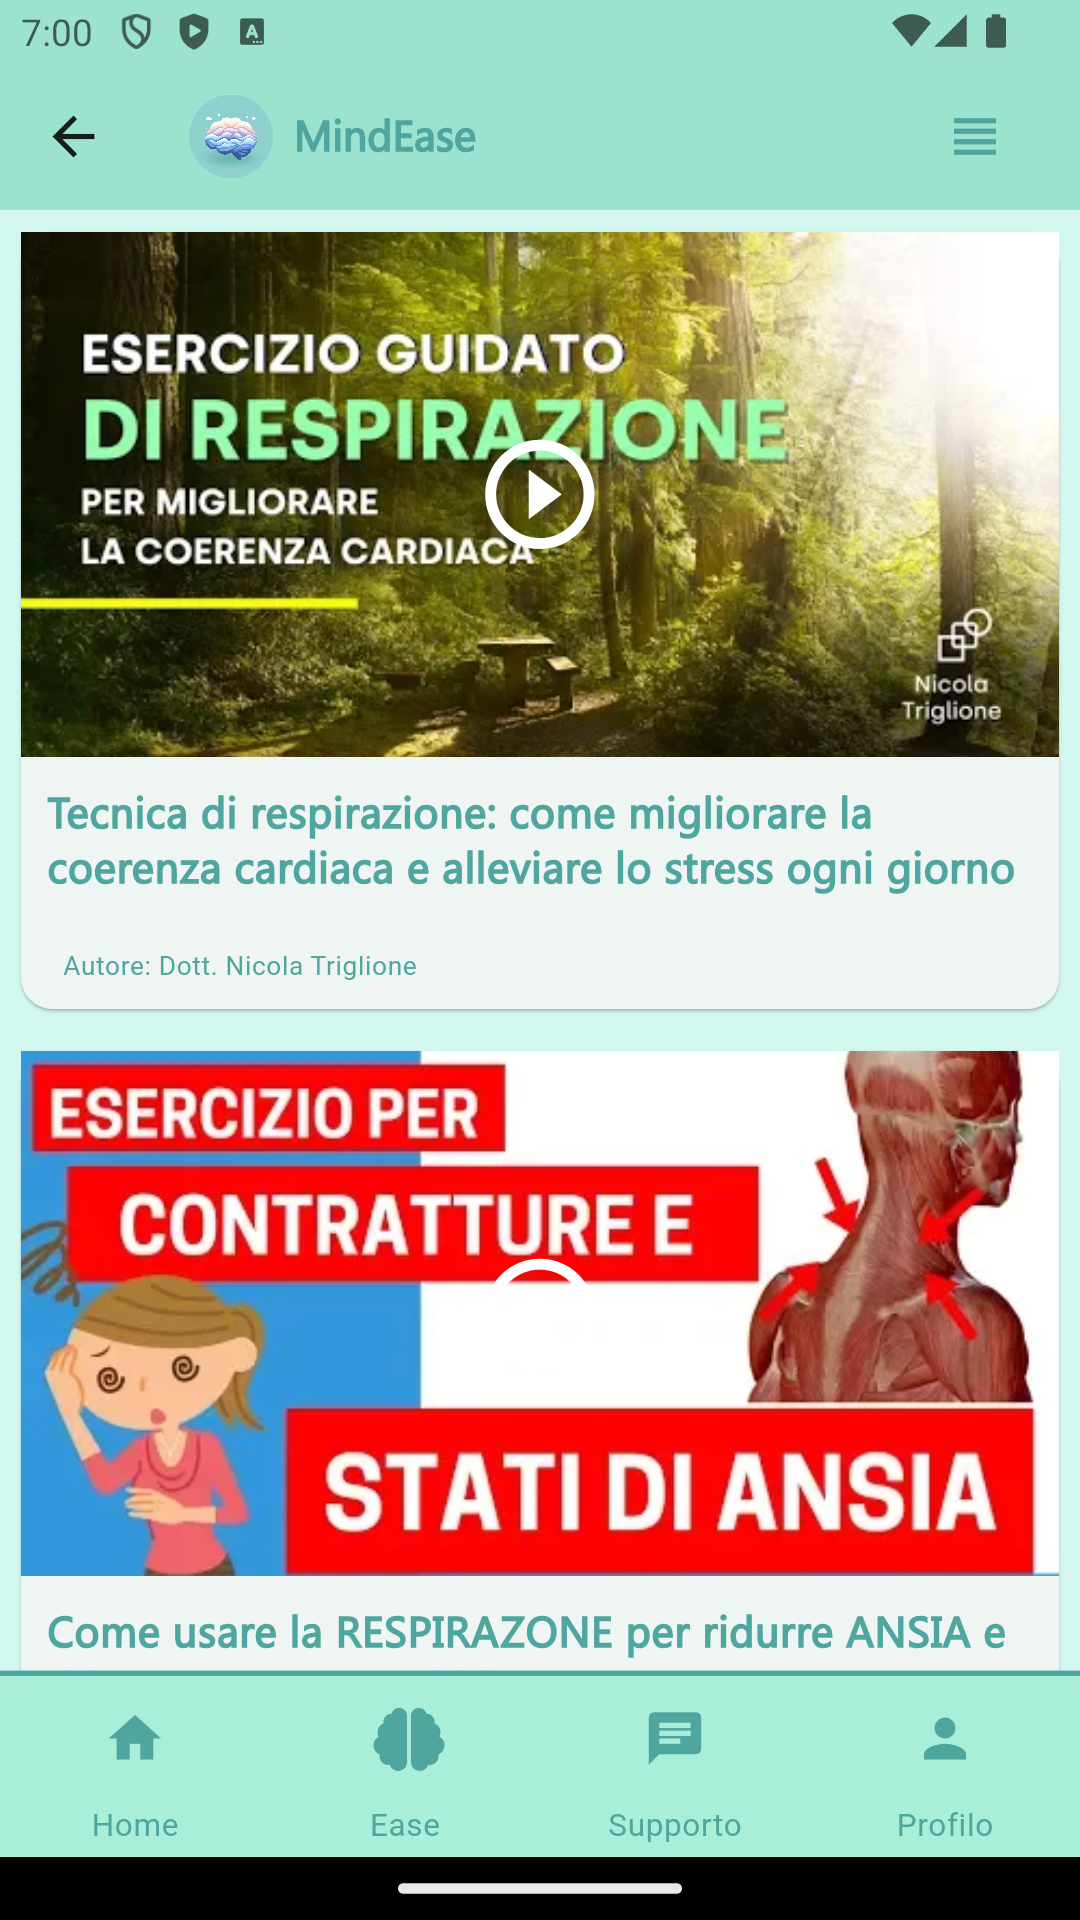 7:00
MindEase
ESERCIZIO GUIDATO
DI RESPIRAZIONE
PER MIGLIORARE
LA COERENZA CARDIACA
Nicola
Triglione
Tecnica di respirazione: come migliorare la
coerenza cardiaca e alleviare lo stress ogni giorno
Autore: Dott. Nicola Triglione
ESERCIZIO PER
CONTRATTURE E
STATI DI ANSIA
Come usare la RESPIRAZONE per ridurre ANSIA e
Home
Ease
Supporto
Profilo